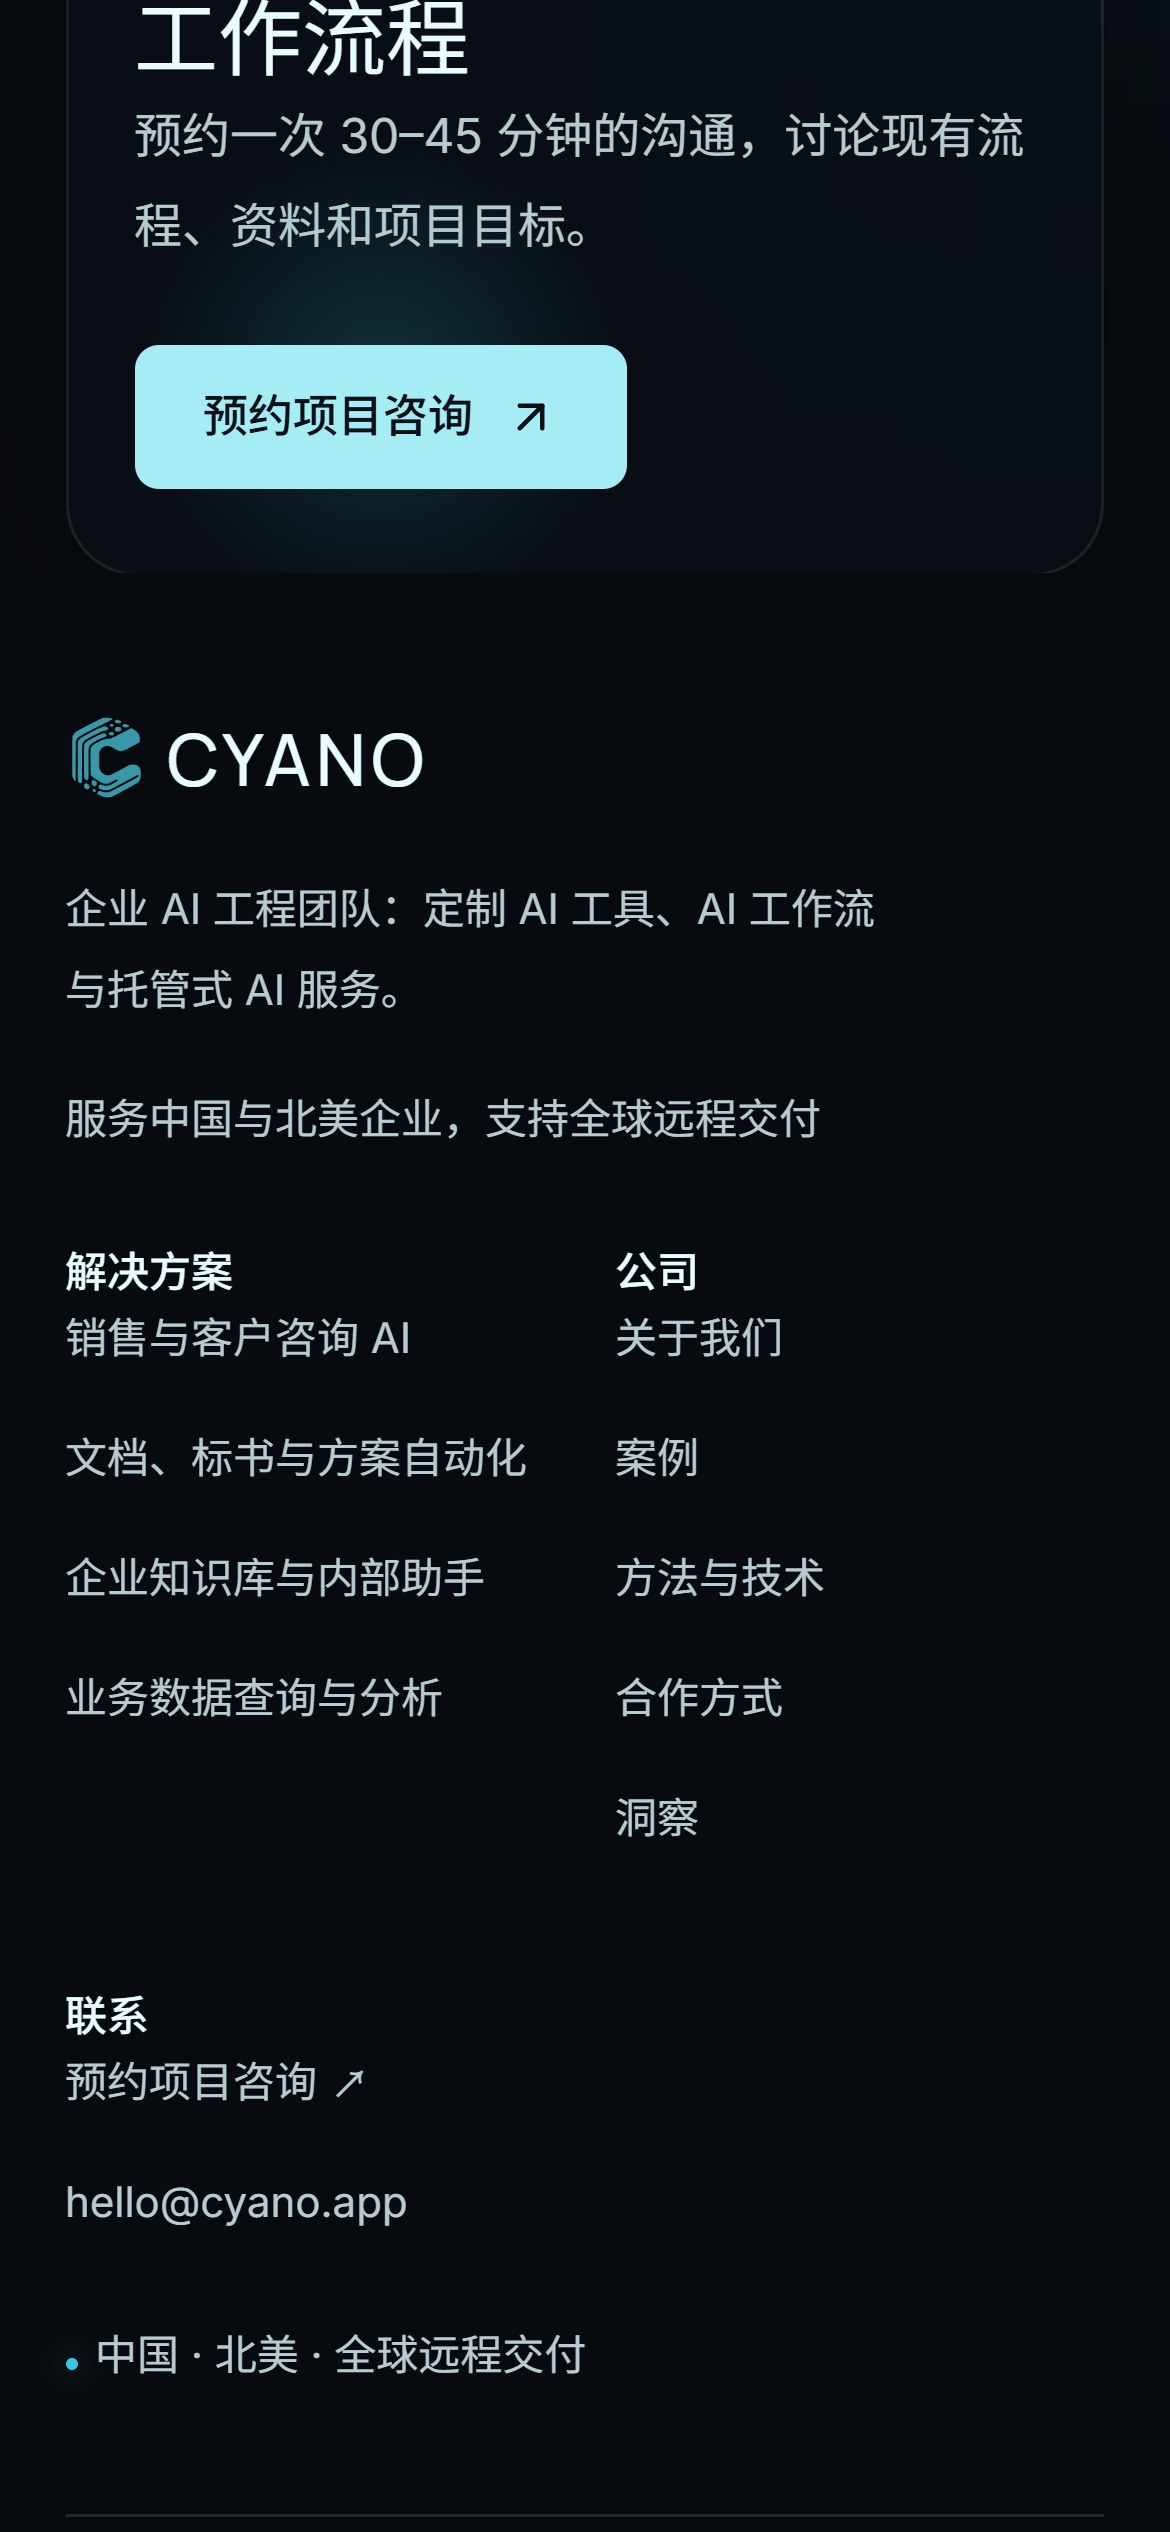 工作流程
预约一次 30–45 分钟的沟通，讨论现有流
程、资料和项目目标。
预约项目咨询 ↗
CYANO
企业 AI 工程团队：定制 AI 工具、AI 工作流
与托管式 AI 服务。
服务中国与北美企业，支持全球远程交付
解决方案
销售与客户咨询 AI
文档、标书与方案自动化
企业知识库与内部助手
业务数据查询与分析
公司
关于我们
案例
方法与技术
合作方式
洞察
联系
预约项目咨询 ↗
hello@cyano.app
中国 · 北美 · 全球远程交付